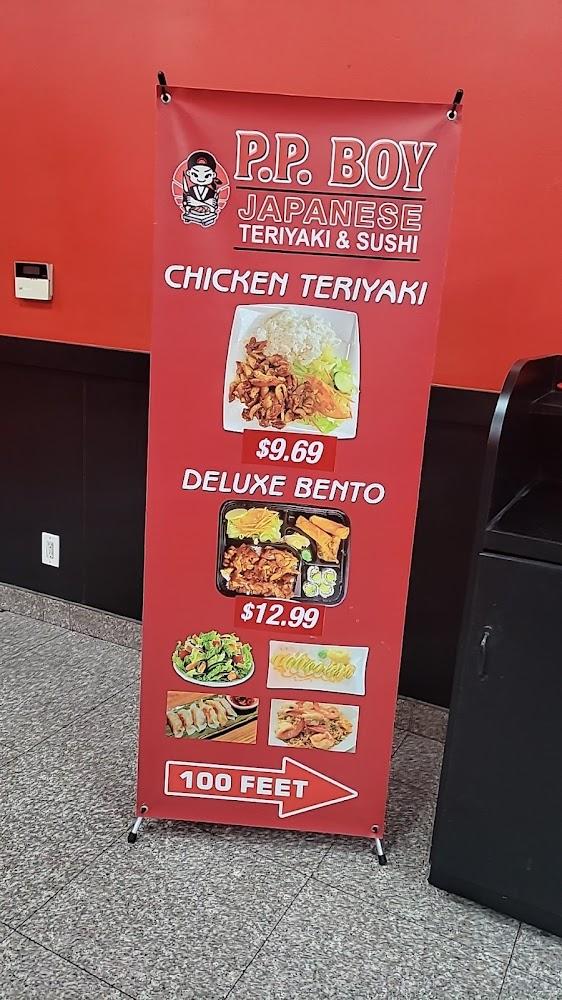 P.P. BOY
JAPANESE
TERIYAKI & SUSHI
CHICKEN TERIYAKI
$9.69
DELUXE BENTO
$12.99
100 FEET